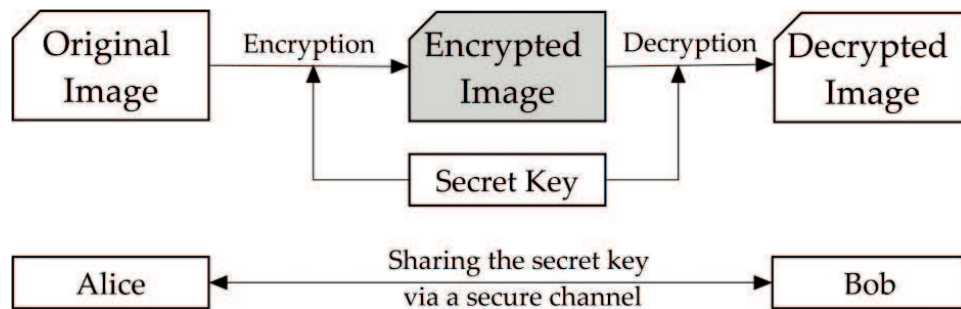 Original
Image
Encryption
Encrypted
Image
Decryption
Decrypted
Image
Secret Key
Alice
Sharing the secret key
via a secure channel
Bob